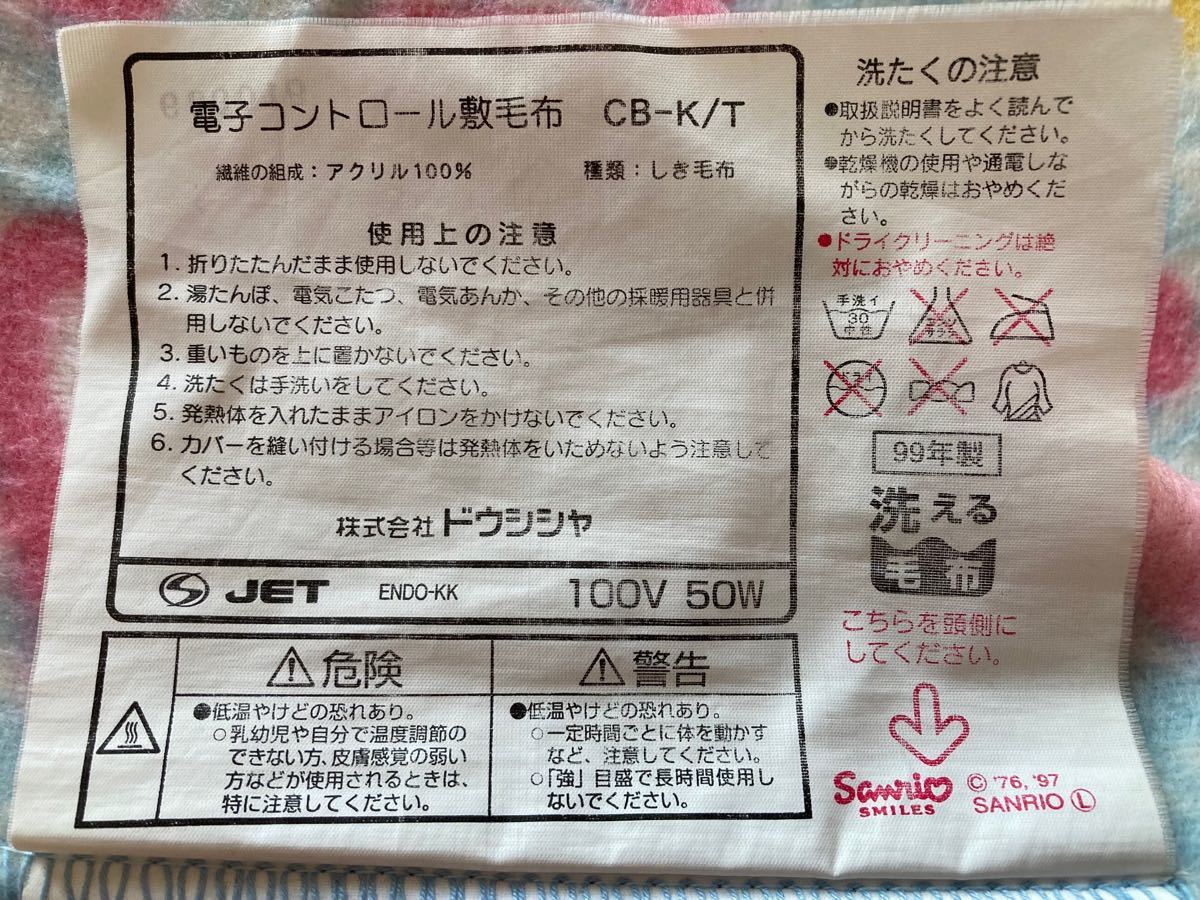 電子コントロール敷毛布 CB-K/T
繊維の組成：アクリル100% 種類：しき毛布
使用上の注意
1. 折りたたんだまま使用しないでください。
2. 湯たんぽ、電気こたつ、電気あんか、その他の採暖用器具と併
用しないでください。
3. 重いものを上に置かないでください。
4. 洗たくは手洗いをしてください。
5. 発熱体を入れたままアイロンをかけないでください。
6. カバーを縫い付ける場合等は発熱体をいためないよう注意して
ください。
株式会社 ドウシシャ
JET ENDO-KK 100V 50W
危険
●低温やけどの恐れあり。
○乳幼児や自分で温度調節の
できない方、皮膚感覚の弱い
方などが使用されるときは、
特に注意してください。
警告
●低温やけどの恐れあり。
○一定時間ごとに体を動かす
など、注意してください。
○「強」目盛で長時間使用し
ないでください。
洗たくの注意
●取扱説明書をよく読んで
から洗たくしてください。
●乾燥機の使用や通電しな
がらの乾燥はおやめくだ
さい。
●ドライクリーニングは絶
対におやめください。
手洗イ
30
中性
エンソ
サラシ
ドライ
99年製
洗える
毛布
こちらを頭側に
してください。
Sanrio
SMILES
© '76, '97
SANRIO Ⓛ